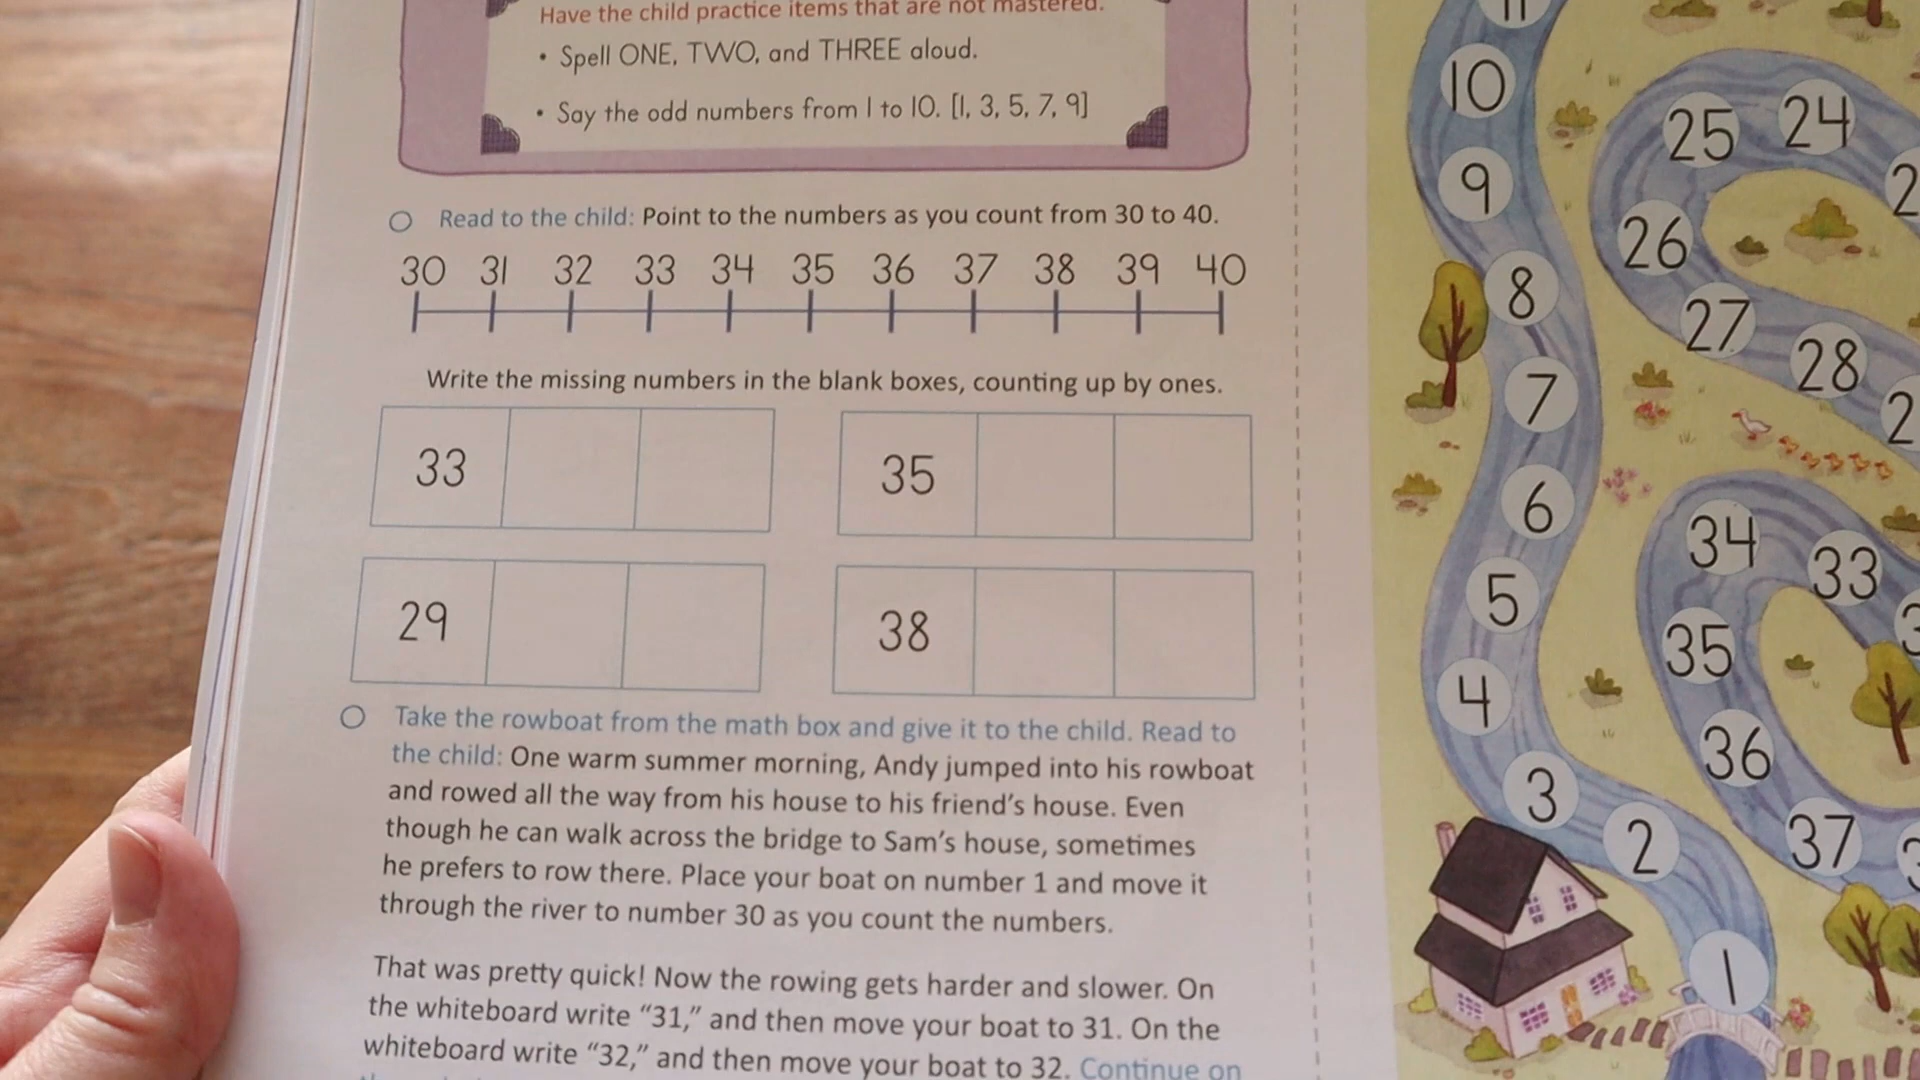 Have the child practice items that are not mastered.
• Spell ONE, TWO, and THREE aloud.
• Say the odd numbers from 1 to 10. [1, 3, 5, 7, 9]
Read to the child: Point to the numbers as you count from 30 to 40.
30 31 32 33 34 35 36 37 38 39 40
Write the missing numbers in the blank boxes, counting up by ones.
33
35
29
38
Take the rowboat from the math box and give it to the child. Read to
the child: One warm summer morning, Andy jumped into his rowboat
and rowed all the way from his house to his friend's house. Even
though he can walk across the bridge to Sam's house, sometimes
he prefers to row there. Place your boat on number 1 and move it
through the river to number 30 as you count the numbers.
That was pretty quick! Now the rowing gets harder and slower. On
the whiteboard write “31,” and then move your boat to 31. On the
whiteboard write “32,” and then move your boat to 32. Continue on
11
10
9
8
7
6
5
4
3
2
1
24
25
26
27
28
33
34
35
36
37